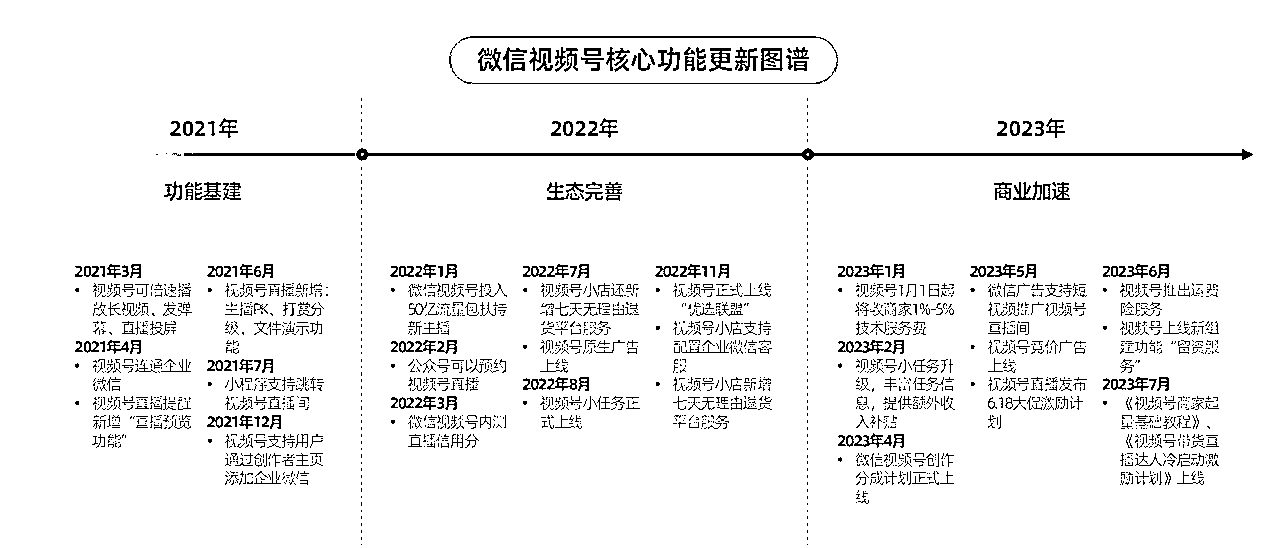 微信视频号核心功能更新图谱
2021年
功能基建
2021年3月
• 视频号可倍速播
放长视频、发弹
幕、直播投屏
2021年4月
• 视频号连通企业
微信
• 视频号直播提醒
新增“直播预览
功能”
2021年6月
• 视频号直播新增：
主播PK、打赏分
级、文件演示功
能
2021年7月
• 小程序支持跳转
视频号直播间
2021年12月
• 视频号支持用户
通过创作者主页
添加企业微信
2022年
生态完善
2022年1月
• 微信视频号投入
50亿流量包扶持
新主播
2022年2月
• 公众号可以预约
视频号直播
2022年3月
• 微信视频号内测
直播信用分
2022年7月
• 视频号小店还新
增七天无理由退
货平台服务
• 视频号原生广告
上线
2022年8月
• 视频号小任务正
式上线
2022年11月
• 视频号正式上线
“优选联盟”
• 视频号小店支持
配置企业微信客
服
• 视频号小店新增
七天无理由退货
平台服务
2023年
商业加速
2023年1月
• 视频号1月1日起
将收商家1%-5%
技术服务费
2023年2月
• 视频号小任务升
级，丰富任务信
息，提供额外收
入补贴
2023年4月
• 微信视频号创作
分成计划正式上
线
2023年5月
• 微信广告支持短
视频推广视频号
直播间
• 视频号竞价广告
上线
• 视频号直播发布
6.18大促激励计
划
2023年6月
• 视频号推出运费
险服务
• 视频号上线新组
建功能“留资服
务”
2023年7月
• 《视频号商家起
量基础教程》、
《视频号带货直
播达人冷启动激
励计划》上线